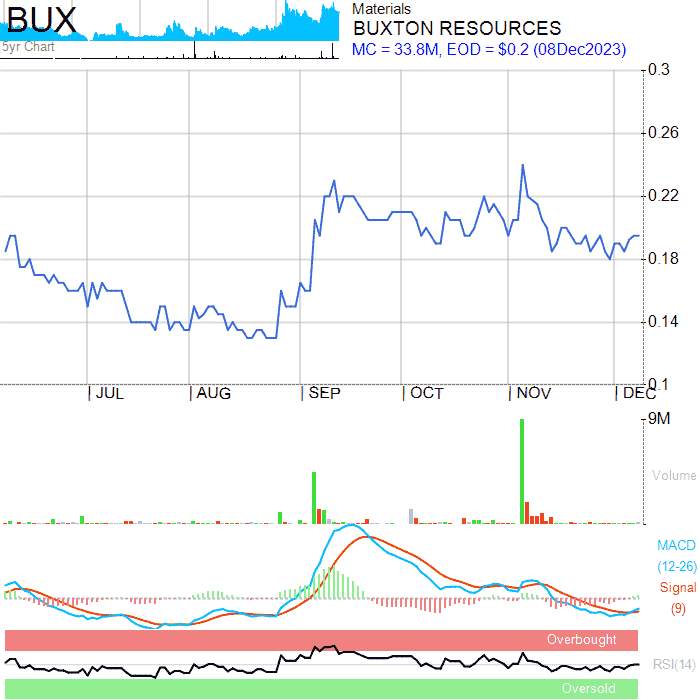 BUX
5yr Chart
Materials
BUXTON RESOURCES
MC = 33.8M, EOD = $0.2 (08Dec2023)
0.3
0.26
0.22
0.18
0.14
0.1
JUL AUG SEP OCT NOV DEC
9M
Volume
MACD
(12-26)
Signal
(9)
Overbought
RSI(14)
Oversold